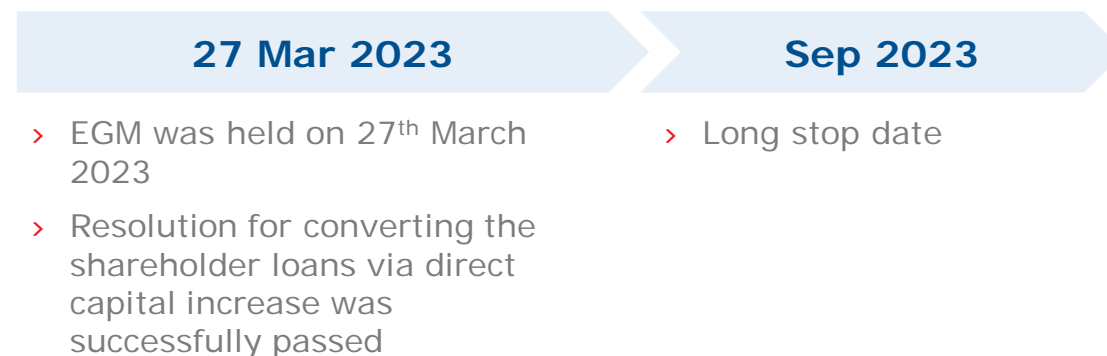 27 Mar 2023
Sep 2023
› EGM was held on 27th March
2023
› Resolution for converting the
shareholder loans via direct
capital increase was
successfully passed
› Long stop date